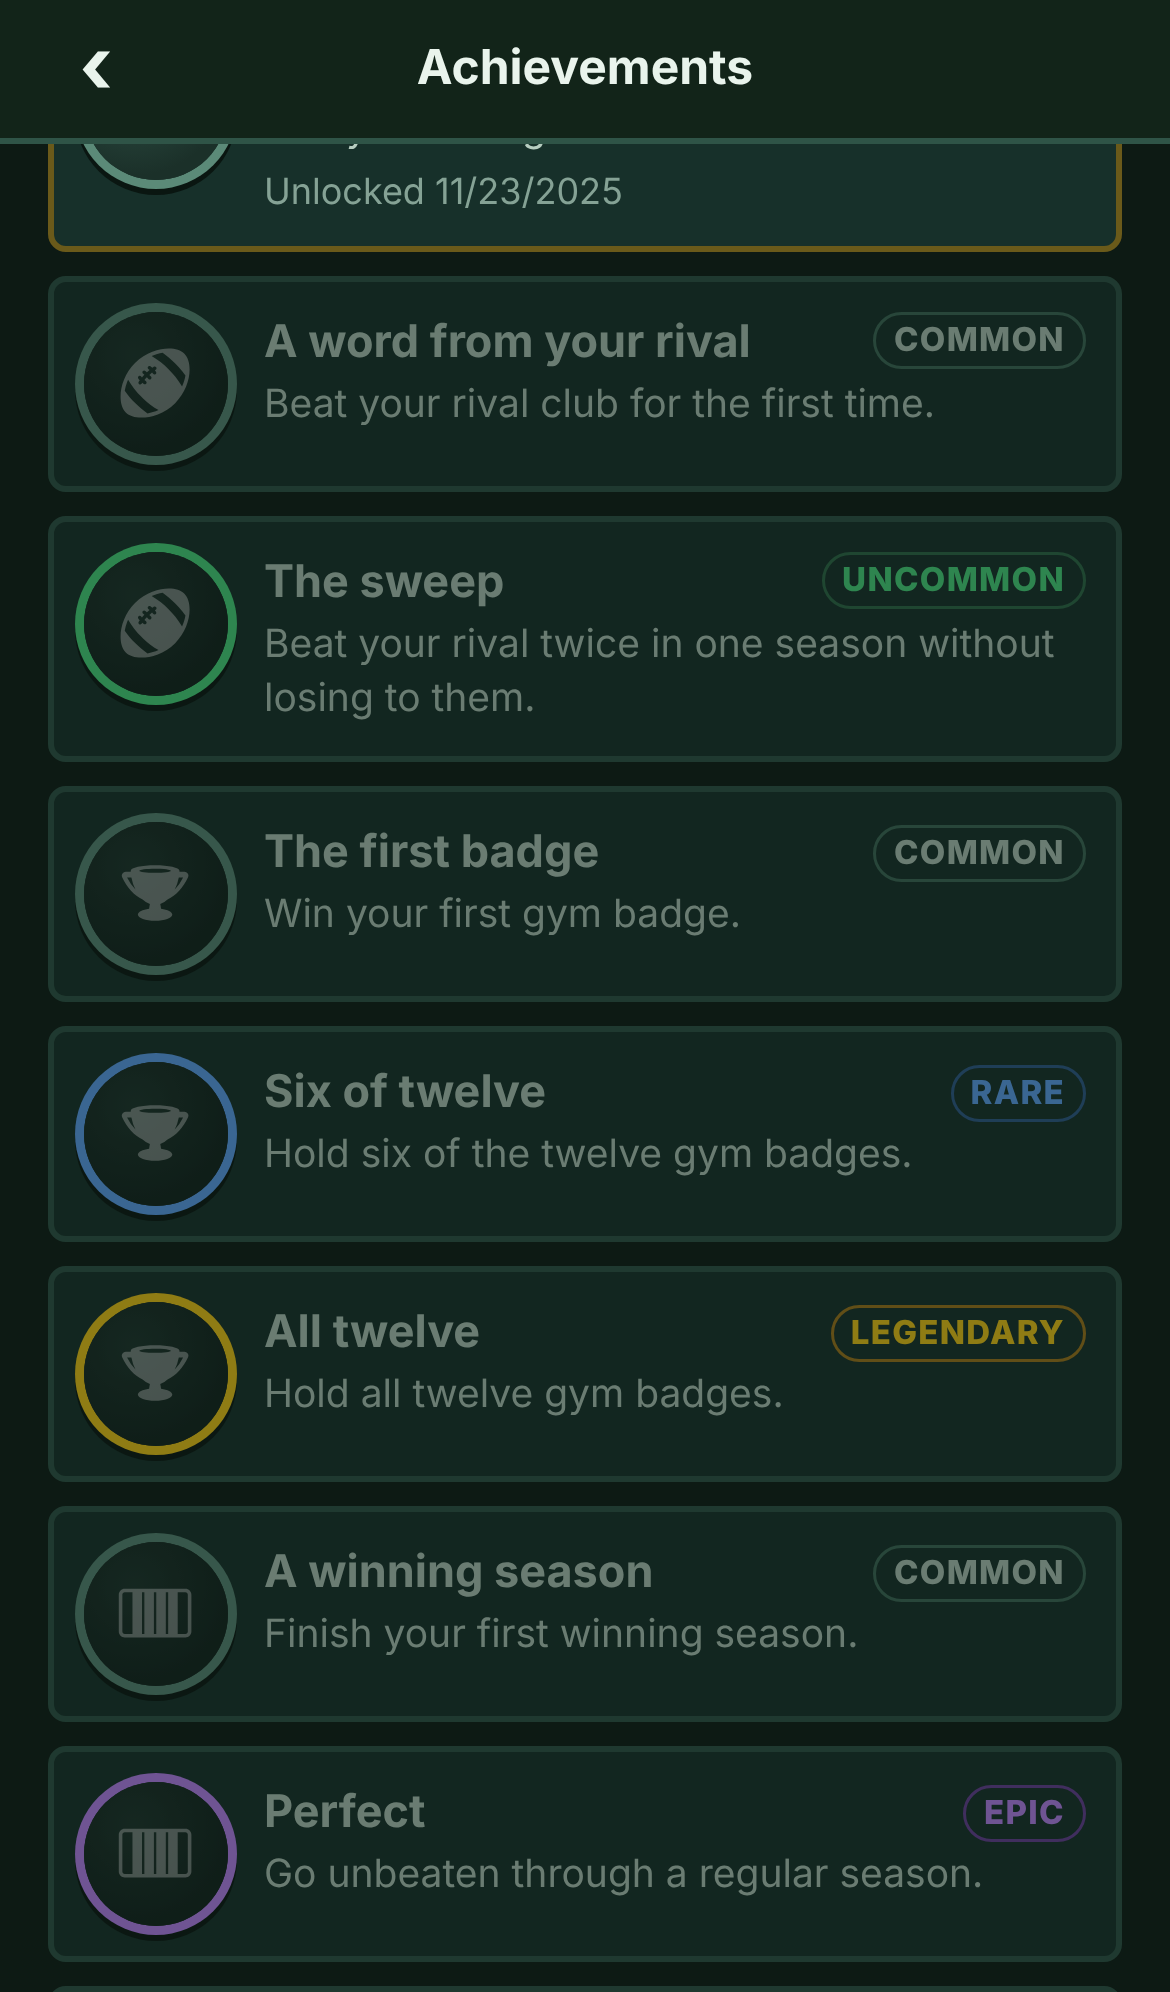 Achievements
Unlocked 11/23/2025
A word from your rival
COMMON
Beat your rival club for the first time.
The sweep
UNCOMMON
Beat your rival twice in one season without
losing to them.
The first badge
COMMON
Win your first gym badge.
Six of twelve
RARE
Hold six of the twelve gym badges.
All twelve
LEGENDARY
Hold all twelve gym badges.
A winning season
COMMON
Finish your first winning season.
Perfect
EPIC
Go unbeaten through a regular season.